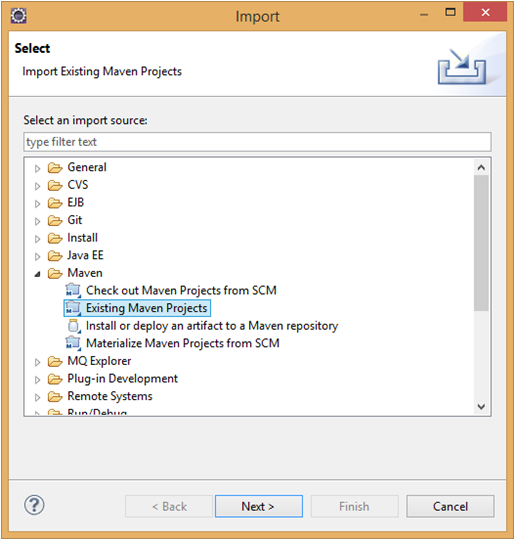 Import
Select
Import Existing Maven Projects
Select an import source:
type filter text
General
CVS
EJB
Git
Install
Java EE
Maven
Check out Maven Projects from SCM
Existing Maven Projects
Install or deploy an artifact to a Maven repository
Materialize Maven Projects from SCM
MQ Explorer
Plug-in Development
Remote Systems
Run/Debug
< Back
Next >
Finish
Cancel